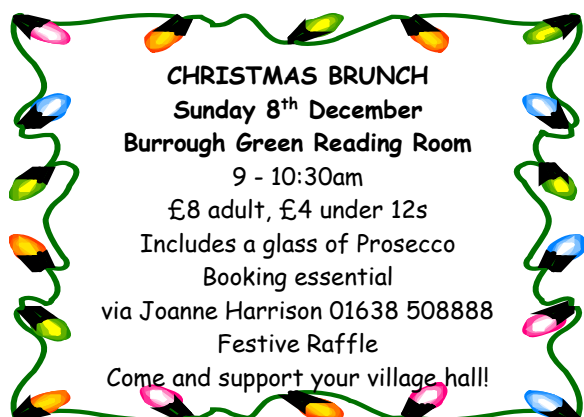 CHRISTMAS BRUNCH
Sunday 8th December
Burrough Green Reading Room
9 - 10:30am
£8 adult, £4 under 12s
Includes a glass of Prosecco
Booking essential
via Joanne Harrison 01638 508888
Festive Raffle
Come and support your village hall!